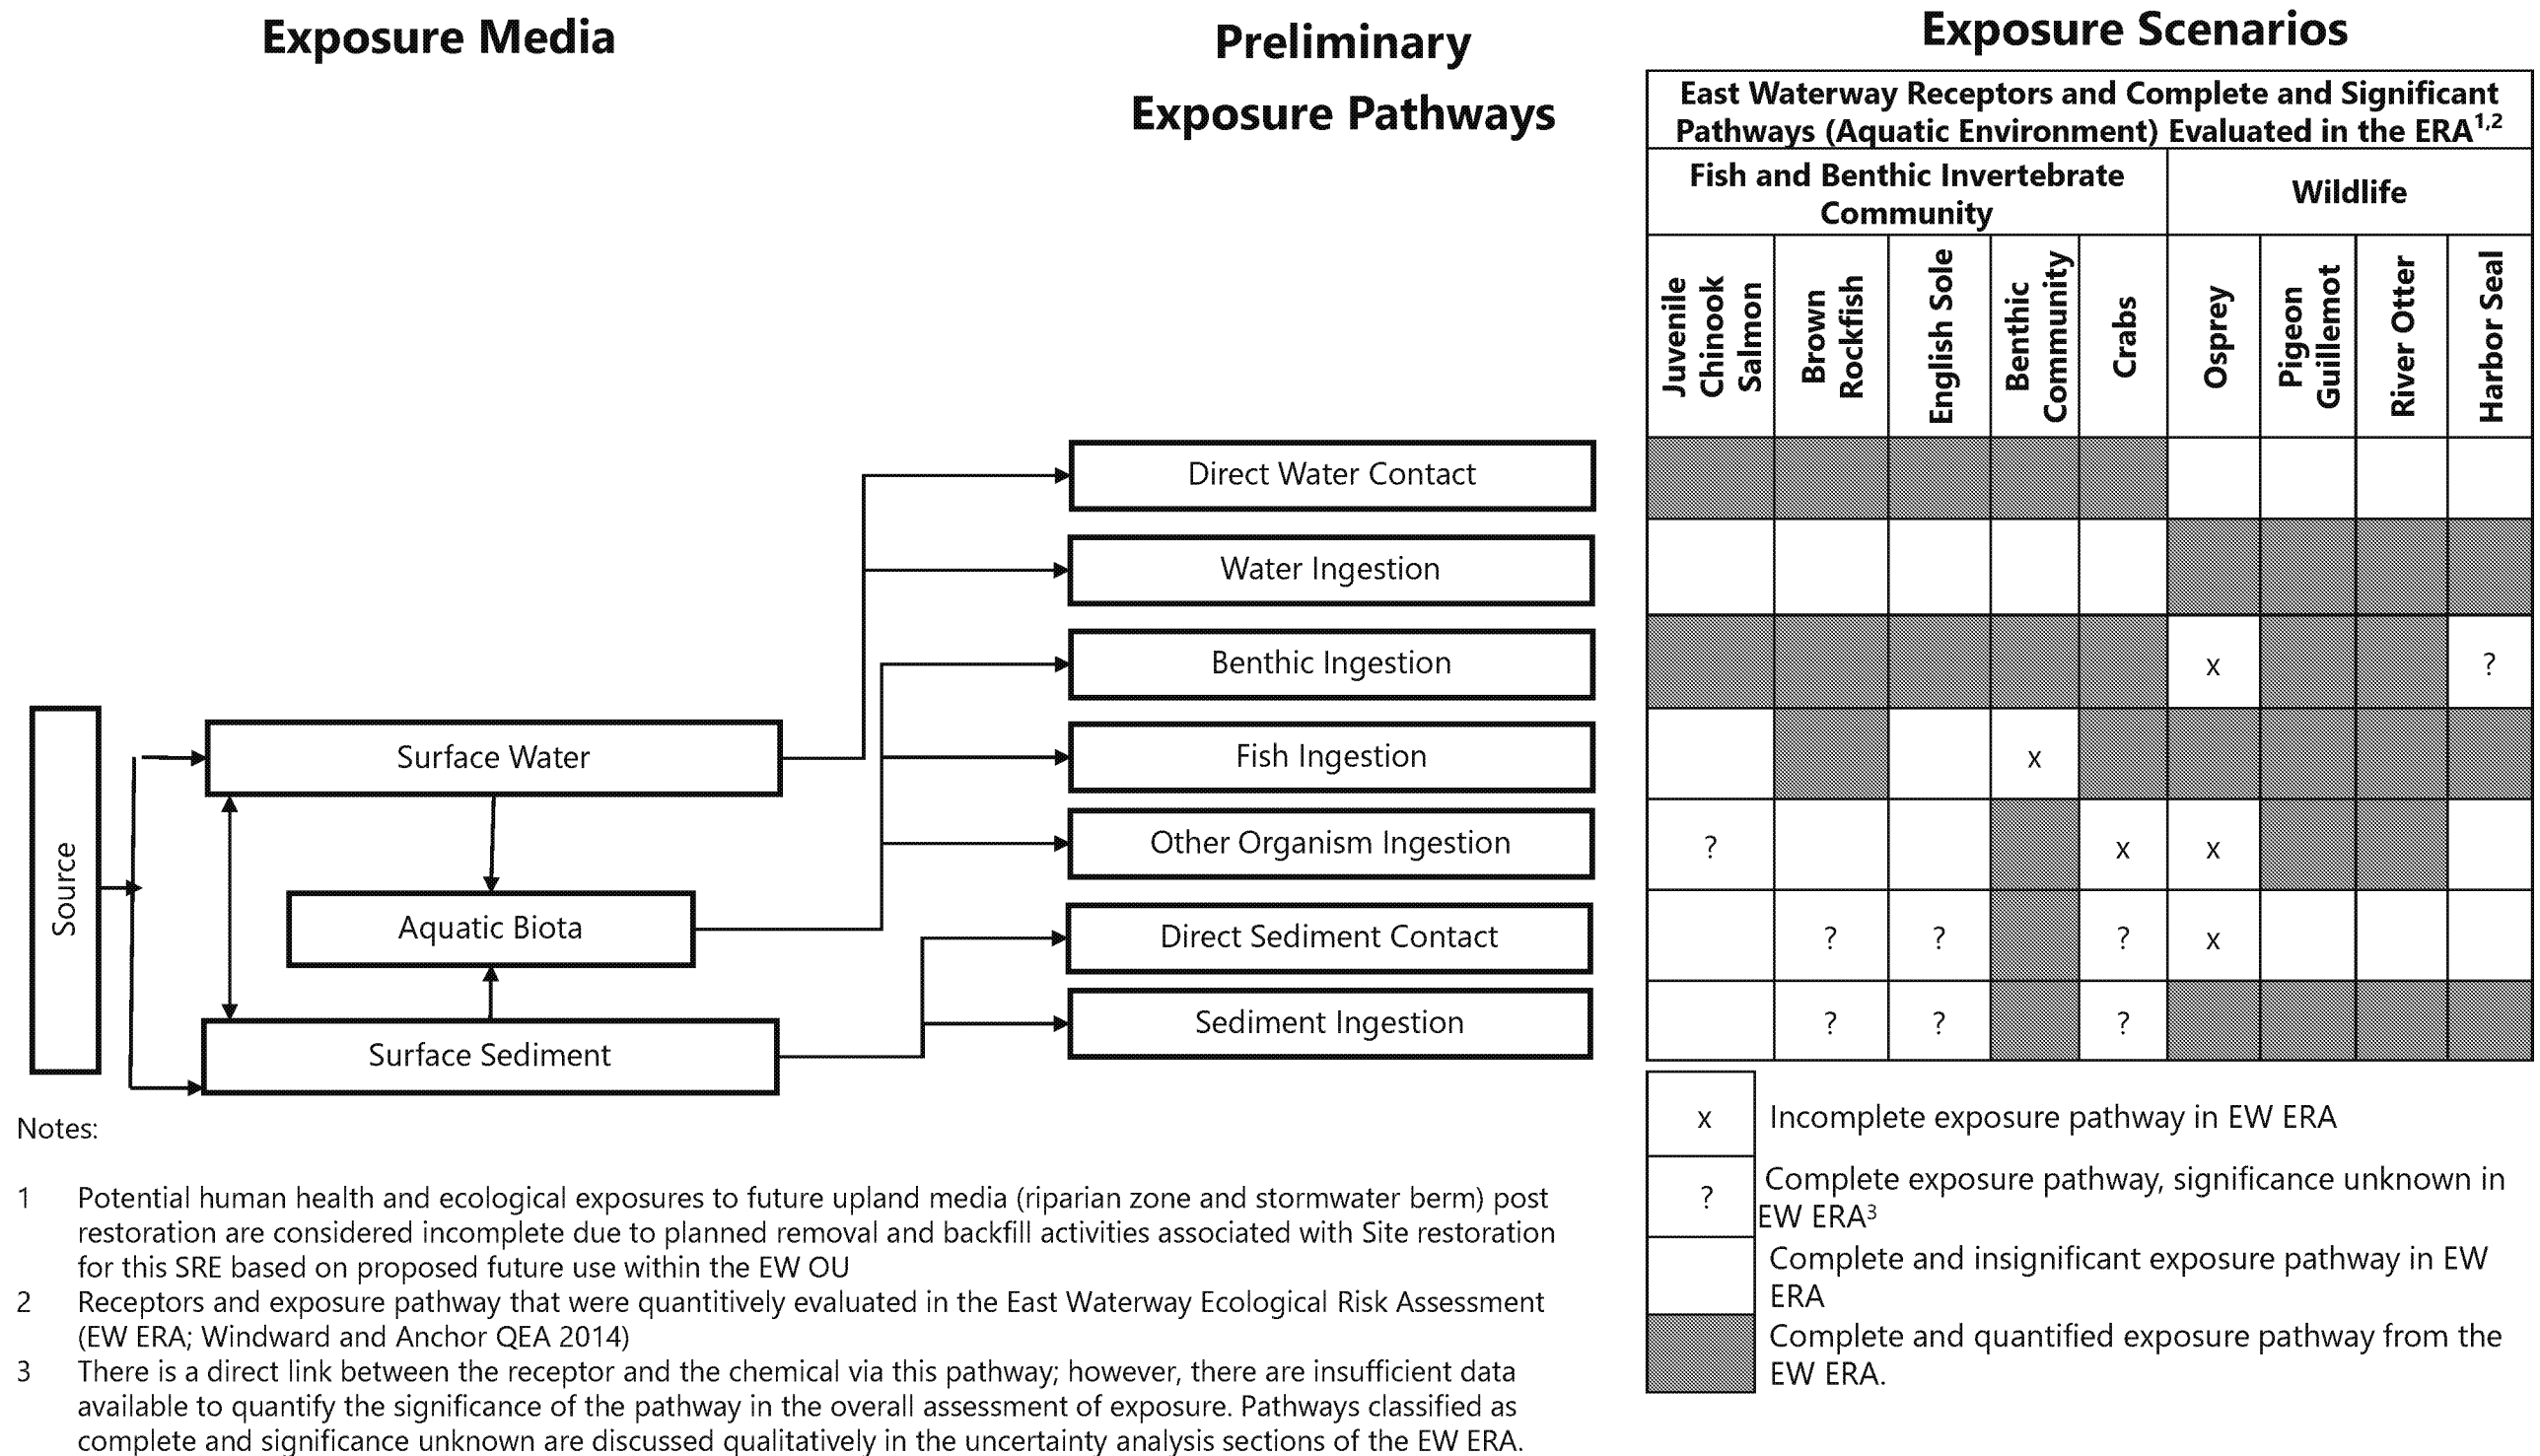 Exposure Media
Preliminary
Exposure Pathways
Exposure Scenarios
East Waterway Receptors and Complete and Significant
Pathways (Aquatic Environment) Evaluated in the ERA1,2
Fish and Benthic Invertebrate
Community
Wildlife
Juvenile
Chinook
Salmon
Brown
Rockfish
English Sole
Benthic
Community
Crabs
Osprey
Pigeon
Guillemot
River Otter
Harbor Seal
Source
Surface Water
Aquatic Biota
Surface Sediment
Direct Water Contact
Water Ingestion
Benthic Ingestion
x ?
Fish Ingestion
x
Other Organism Ingestion
? x x
Direct Sediment Contact
? ? ? x
Sediment Ingestion
? ? ?
x Incomplete exposure pathway in EW ERA
? Complete exposure pathway, significance unknown in
EW ERA3
Complete and insignificant exposure pathway in EW
ERA
Complete and quantified exposure pathway from the
EW ERA.
Notes:
1 Potential human health and ecological exposures to future upland media (riparian zone and stormwater berm) post
restoration are considered incomplete due to planned removal and backfill activities associated with Site restoration
for this SRE based on proposed future use within the EW OU
2 Receptors and exposure pathway that were quantitively evaluated in the East Waterway Ecological Risk Assessment
(EW ERA; Windward and Anchor QEA 2014)
3 There is a direct link between the receptor and the chemical via this pathway; however, there are insufficient data
available to quantify the significance of the pathway in the overall assessment of exposure. Pathways classified as
complete and significance unknown are discussed qualitatively in the uncertainty analysis sections of the EW ERA.